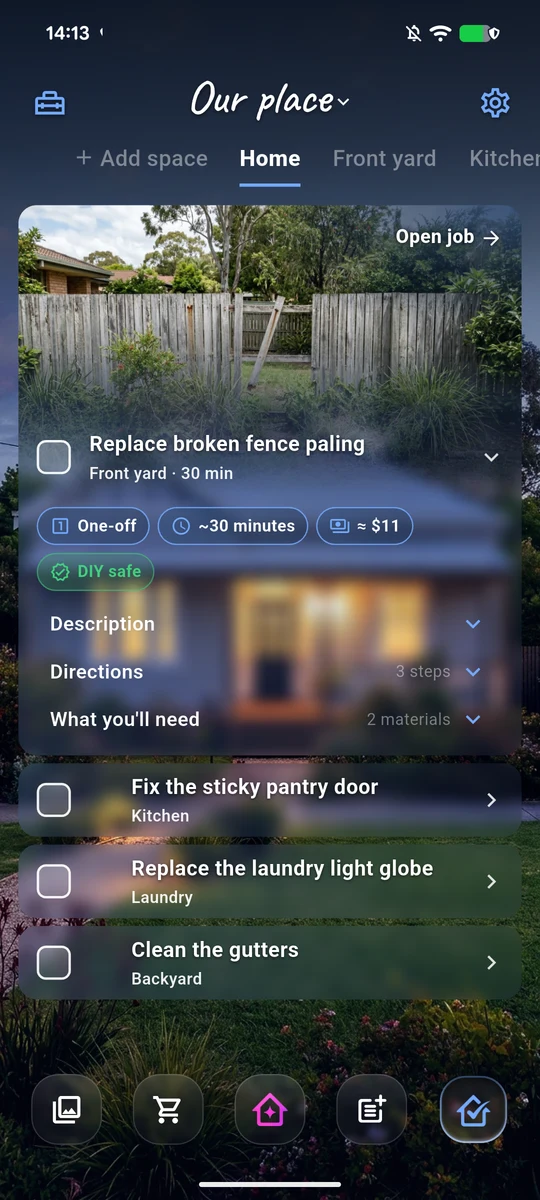 14:13
Our place
+ Add space
Home
Front yard
Kitchen
Open job →
Replace broken fence paling
Front yard · 30 min
1 One-off
~30 minutes
≈ $11
DIY safe
Description
Directions
3 steps
What you'll need
2 materials
Fix the sticky pantry door
Kitchen
Replace the laundry light globe
Laundry
Clean the gutters
Backyard